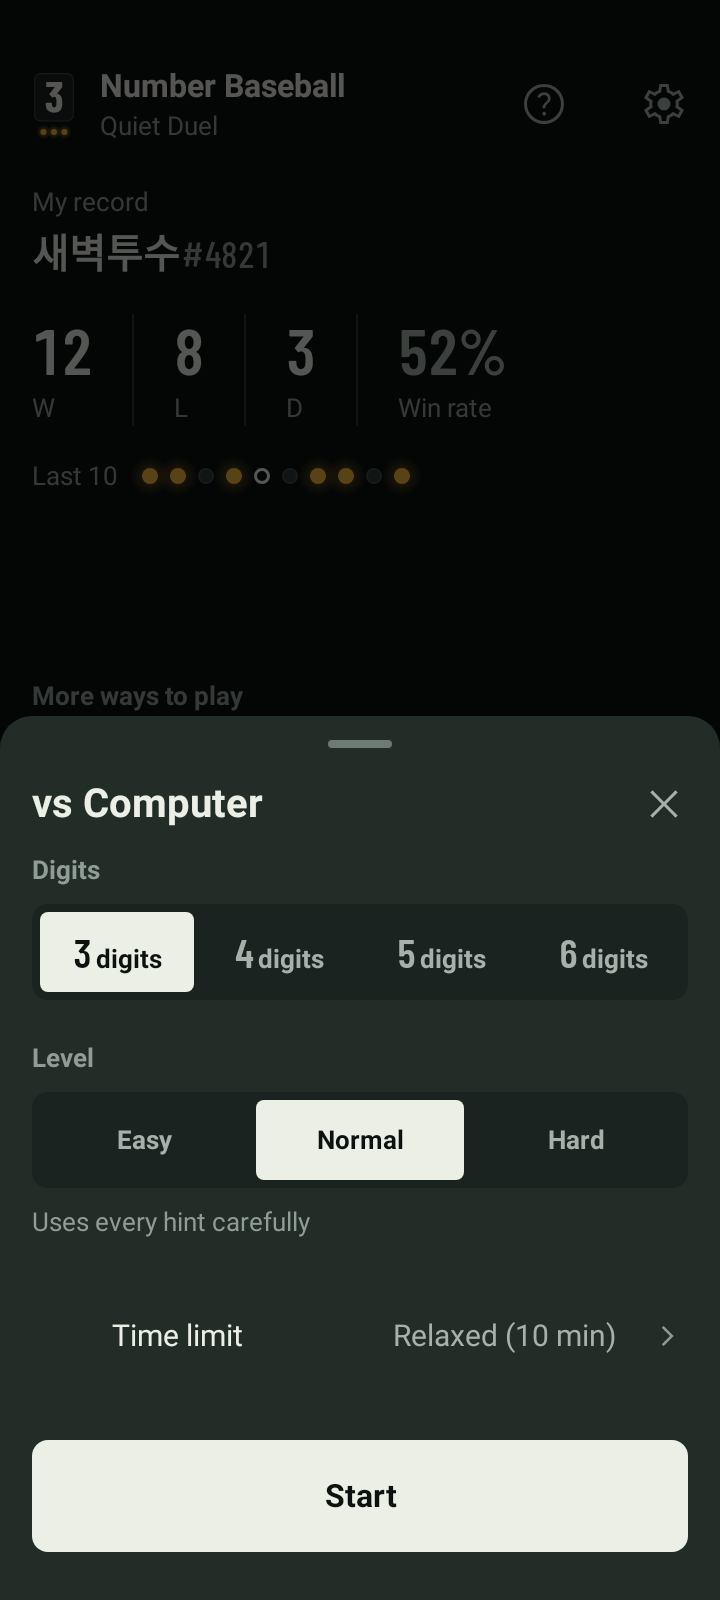 3
Number Baseball
Quiet Duel
My record
새벽투수#4821
12 8 3 52%
W L D Win rate
Last 10
More ways to play
vs Computer
Digits
3 digits 4 digits 5 digits 6 digits
Level
Easy Normal Hard
Uses every hint carefully
Time limit Relaxed (10 min)
Start